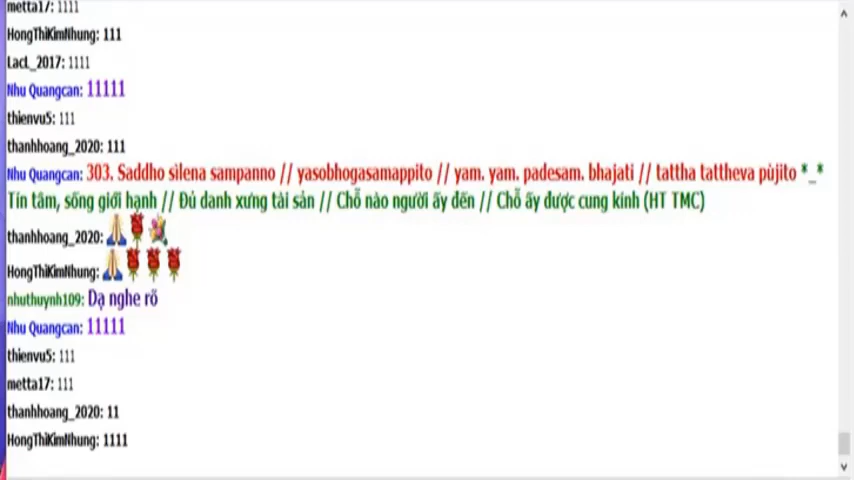 metta17: 1111
HongThiKimNhung: 111
LacL_2017: 1111
Nhu Quangcan: 11111
thienvu5: 111
thanhhoang_2020: 111
Nhu Quangcan: 303. Saddho sìlena sampanno // yasobhogasamappito // yam. yam. padesam. bhajati // tattha tattheva pùjito *_*
Tín tâm, sống giới hạnh // Đủ danh xưng tài sản // Chỗ nào người ấy đến // Chỗ ấy được cung kính (HT TMC)
thanhhoang_2020:
HongThiKimNhung:
nhuthuynh109: Dạ nghe rõ
Nhu Quangcan: 11111
thienvu5: 111
metta17: 111
thanhhoang_2020: 11
HongThiKimNhung: 1111